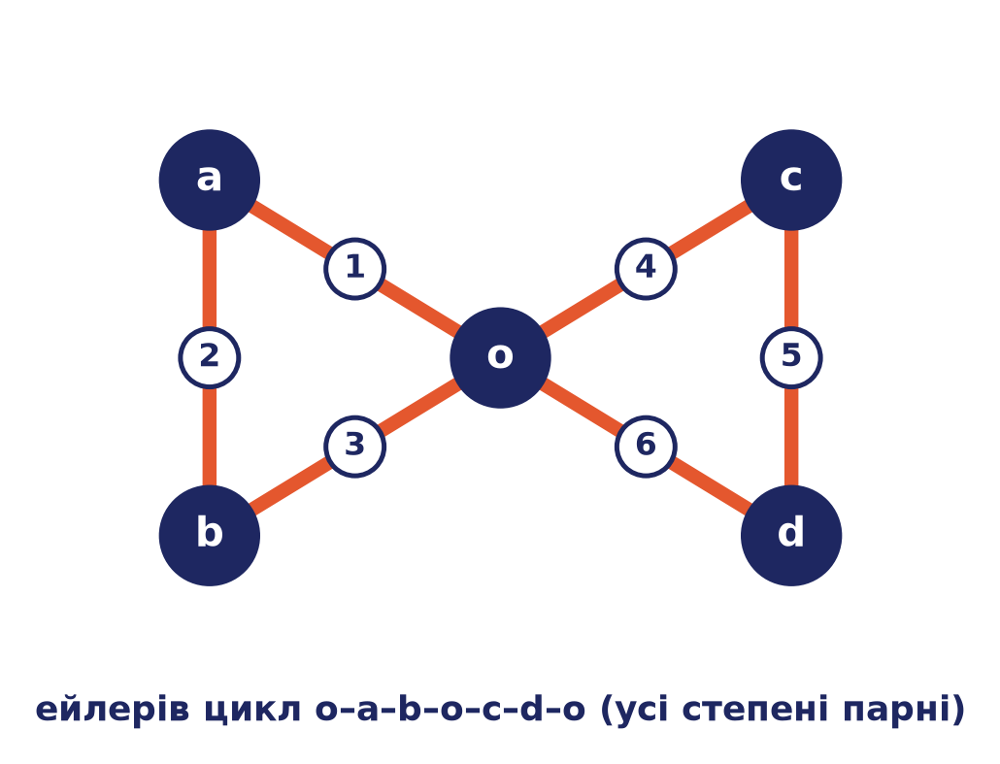 a
c
1
4
2
o
5
3
6
b
d
ейлерів цикл o–a–b–o–c–d–o (усі степені парні)